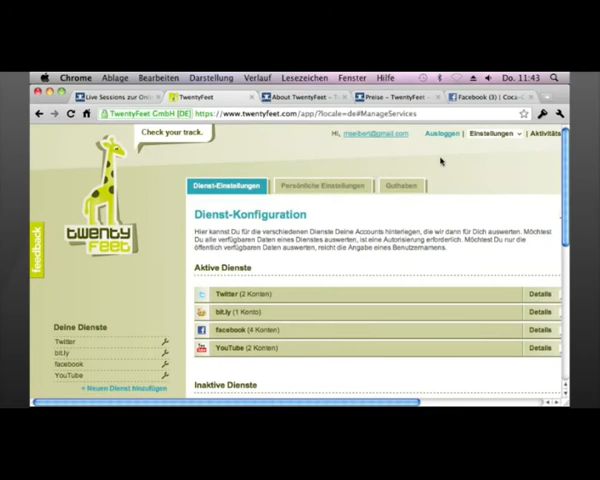 Chrome Ablage Bearbeiten Darstellung Verlauf Lesezeichen Fenster Hilfe Do. 11:43
Live Sessions zur Onli TwentyFeet About TwentyFeet – T Preise – TwentyFeet – Facebook (3) | Coca-C
TwentyFeet GmbH [DE] https://www.twentyfeet.com/app/?locale=de#ManageServices
Check your track.
Hi, Ausloggen | Einstellungen | Aktivitäts
twenty
FEET
feedback
Dienst-Einstellungen Persönliche Einstellungen Guthaben
Dienst-Konfiguration
Hier kannst Du für die verschiedenen Dienste Deine Accounts hinterlegen, die wir dann für Dich auswerten. Möchtest
Du alle verfügbaren Daten eines Dienstes auswerten, ist eine Autorisierung erforderlich. Möchtest Du nur die
öffentlich verfügbaren Daten auswerten, reicht die Angabe eines Benutzernamens.
Aktive Dienste
Twitter (2 Konten) Details
bit.ly (1 Konto) Details
facebook (4 Konten) Details
YouTube (2 Konten) Details
Inaktive Dienste
Deine Dienste
Twitter
bit.ly
facebook
YouTube
+ Neuen Dienst hinzufügen